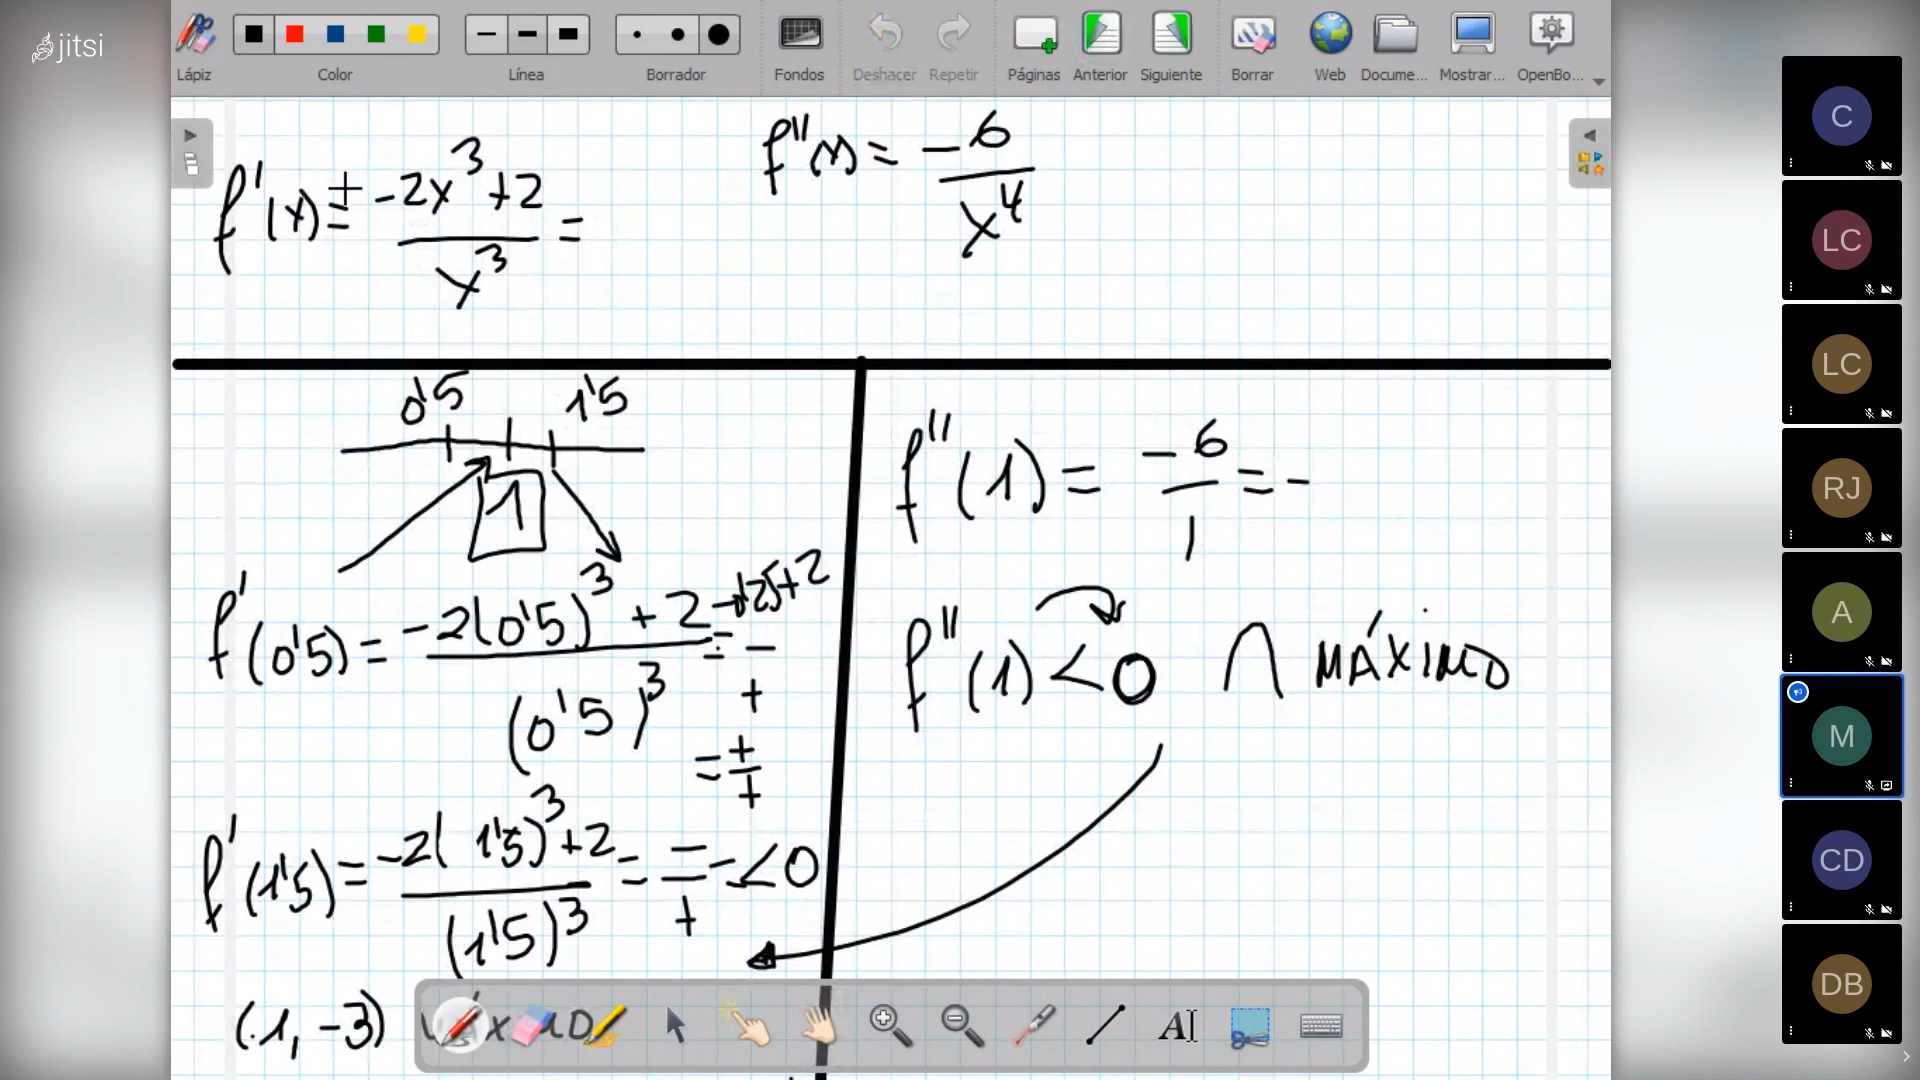 jitsi
Lápiz Color Línea Borrador Fondos Deshacer Repetir Páginas Anterior Siguiente Borrar Web Docume... Mostrar... OpenBo...
f'(x) = -2x³+2 / x³ =
f''(x) = -6 / x⁴
0'5 1'5
1
f'(0'5) = -2(0'5)³ + 2 / (0'5)³ = -0'25+2 / +
= + / +
f'(1'5) = -2(1'5)³+2 / (1'5)³ = - / + = - < 0
(1, -3)
f''(1) = -6 / 1 = -
f''(1) < 0 ∩ MÁXIMO
C
LC
LC
RJ
A
M
CD
DB